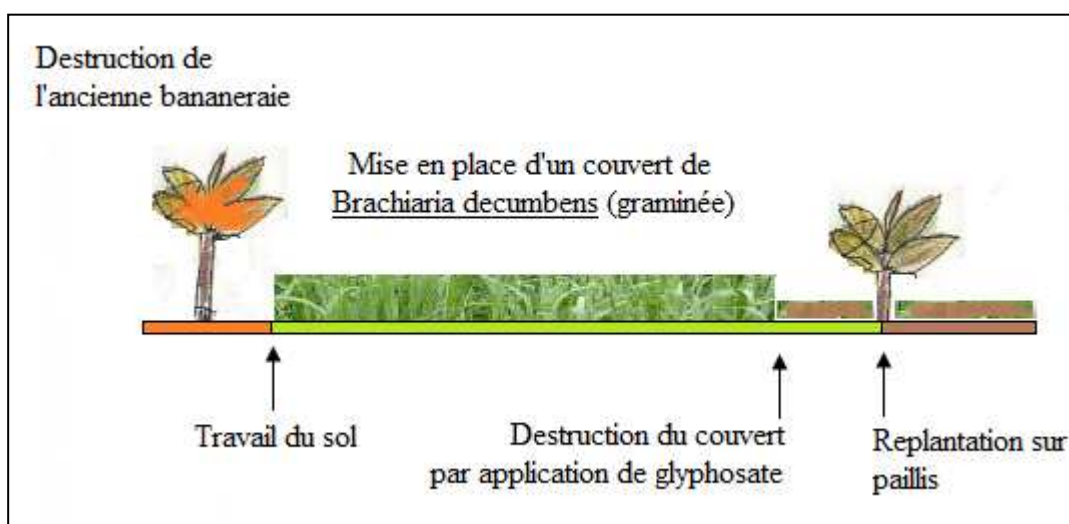 Destruction de
l'ancienne bananeraie
Mise en place d'un couvert de
Brachiaria decumbens (graminée)
Travail du sol
Destruction du couvert
par application de glyphosate
Replantation sur
paillis